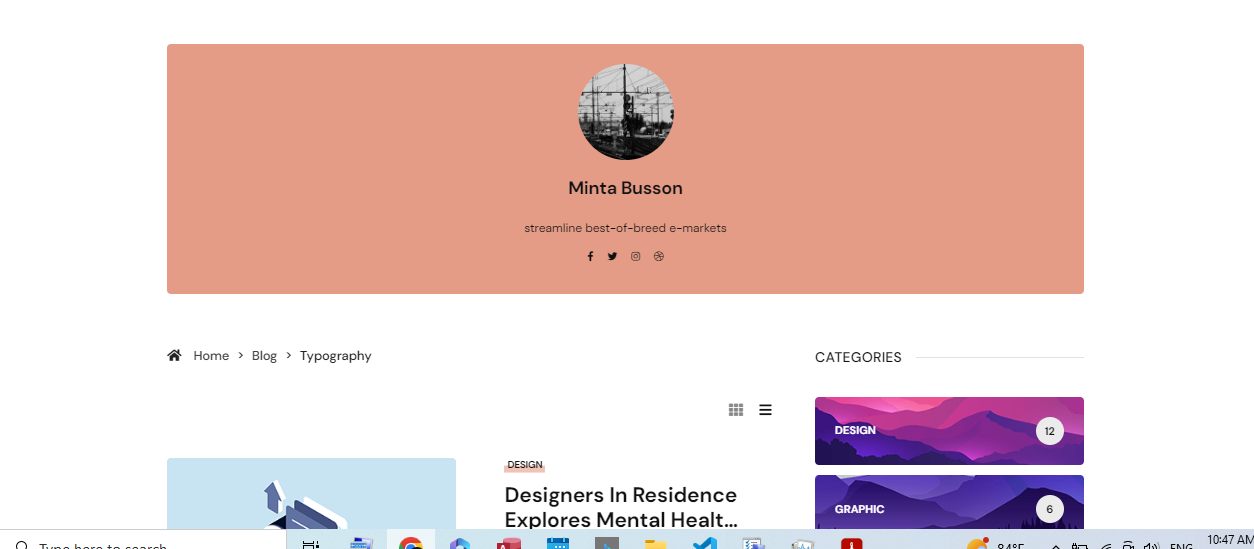 Minta Busson
streamline best-of-breed e-markets
Home > Blog > Typography
CATEGORIES
DESIGN 12
DESIGN
Designers In Residence
Explores Mental Healt...
GRAPHIC 6
Type here to search
84°F
ENG
10:47 AM